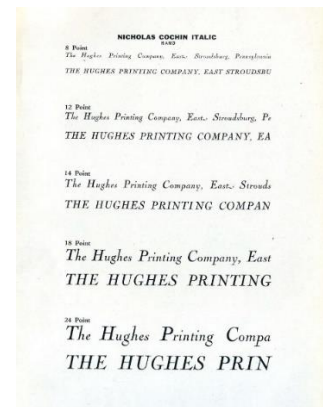 NICHOLAS COCHIN ITALIC
HAND
8 Point
The Hughes Printing Company, East Stroudsburg, Pennsylvania
THE HUGHES PRINTING COMPANY, EAST STROUDSBU
12 Point
The Hughes Printing Company, East Stroudsburg, Pe
THE HUGHES PRINTING COMPANY, EA
14 Point
The Hughes Printing Company, East Strouds
THE HUGHES PRINTING COMPAN
18 Point
The Hughes Printing Company, East
THE HUGHES PRINTING
24 Point
The Hughes Printing Compa
THE HUGHES PRIN